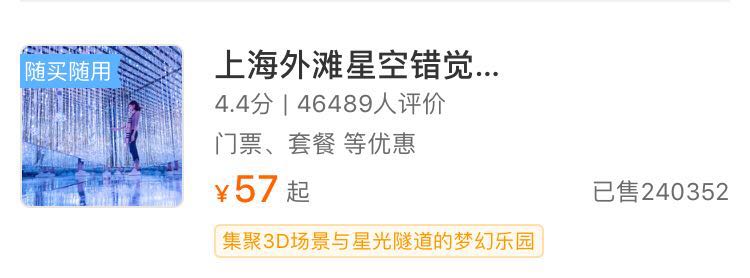 随买随用
上海外滩星空错觉...
4.4分 | 46489人评价
门票、套餐 等优惠
¥57 起
已售240352
集聚3D场景与星光隧道的梦幻乐园